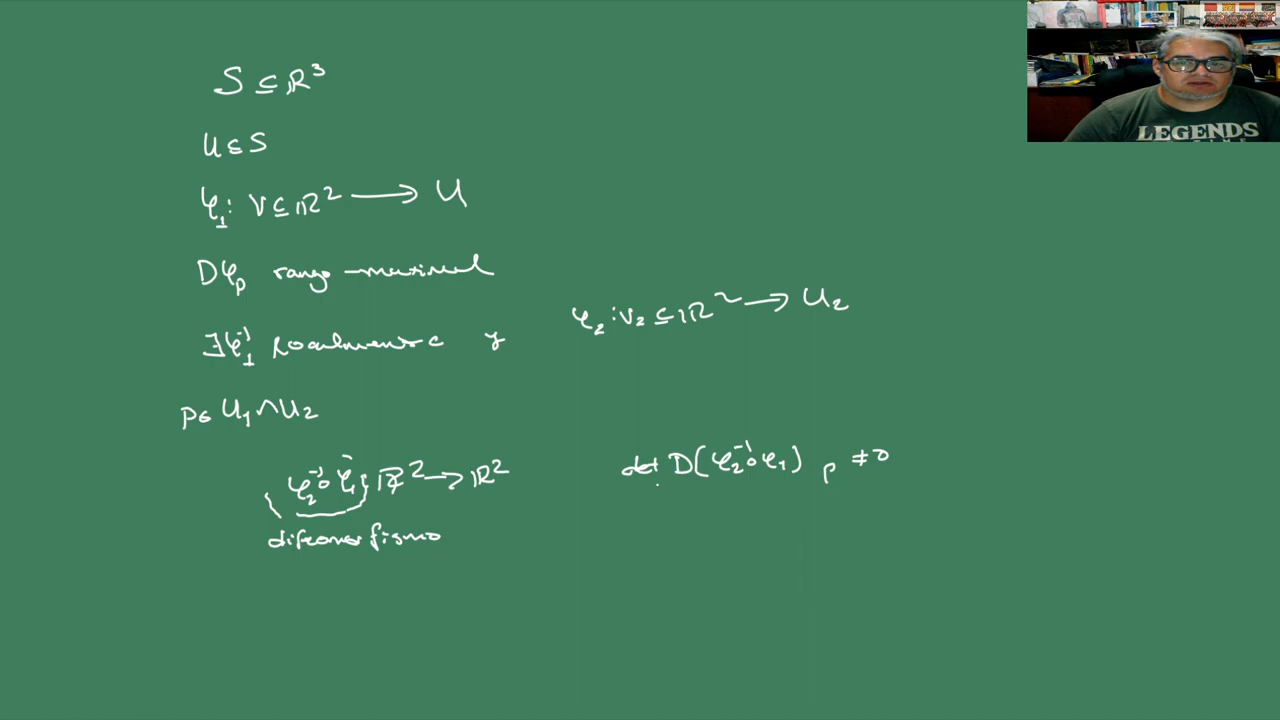 S ⊆ ℝ³
U ⊆ S
φ₁: V ⊆ ℝ² ⟶ U
Dφₚ rango maximal
φ₂: V₂ ⊆ ℝ² ⟶ U₂
∃φ₁⁻¹ localmente y
p ∈ U₁ ∩ U₂
φ₂⁻¹ ∘ φ₁: ℝ² ⟶ ℝ²
det D(φ₂⁻¹∘φ₁)ₚ ≠ 0
difeomorfismo
LEGENDS